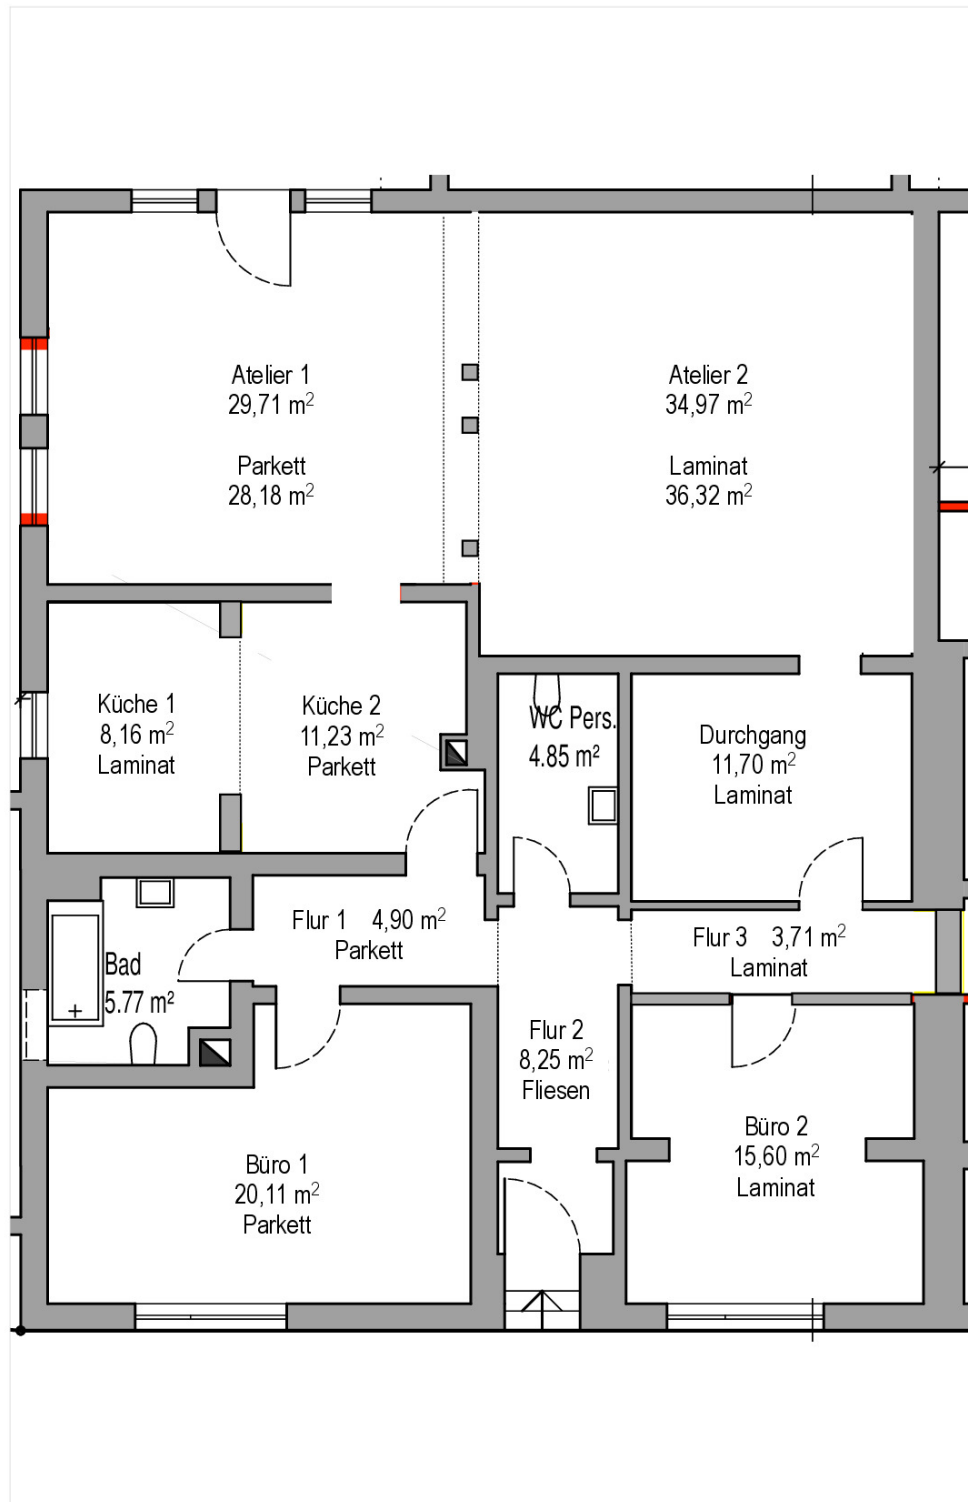 Atelier 1
29,71 m²
Parkett
28,18 m²
Atelier 2
34,97 m²
Laminat
36,32 m²
Küche 1
8,16 m²
Laminat
Küche 2
11,23 m²
Parkett
WC Pers.
4.85 m²
Durchgang
11,70 m²
Laminat
Flur 1 4,90 m²
Parkett
Flur 3 3,71 m²
Laminat
Bad
5.77 m²
Flur 2
8,25 m²
Fliesen
Büro 1
20,11 m²
Parkett
Büro 2
15,60 m²
Laminat